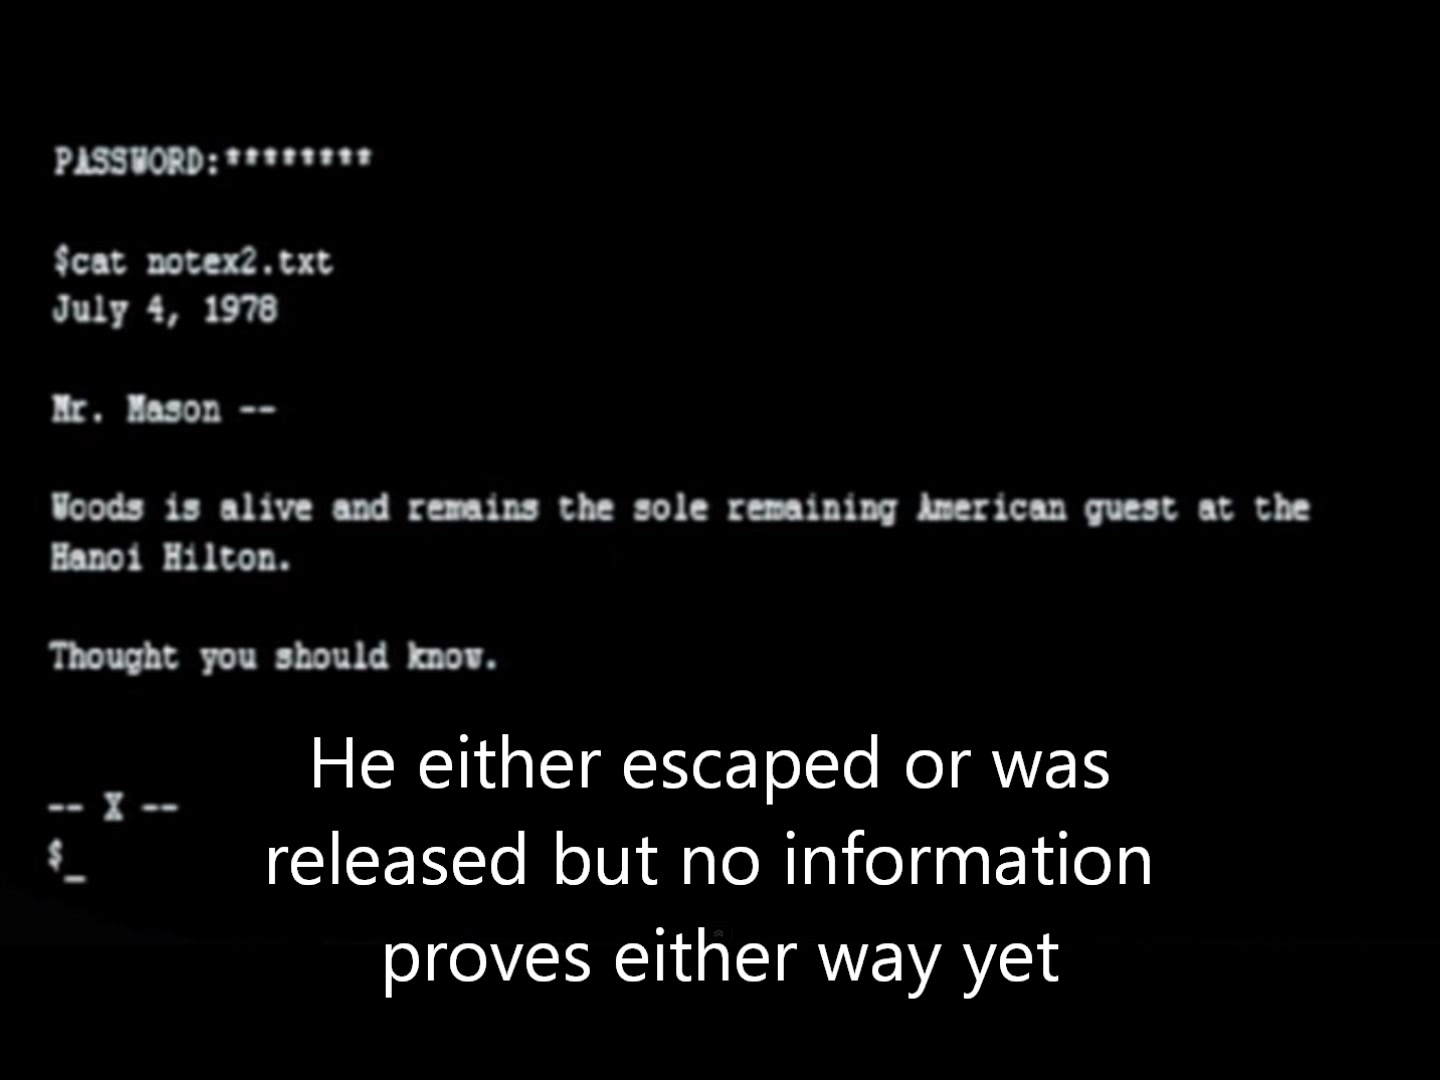 PASSWORD:********
$cat notex2.txt
July 4, 1978
Mr. Mason --
Woods is alive and remains the sole remaining American guest at the
Hanoi Hilton.
Thought you should know.
-- X --
$_
He either escaped or was
released but no information
proves either way yet